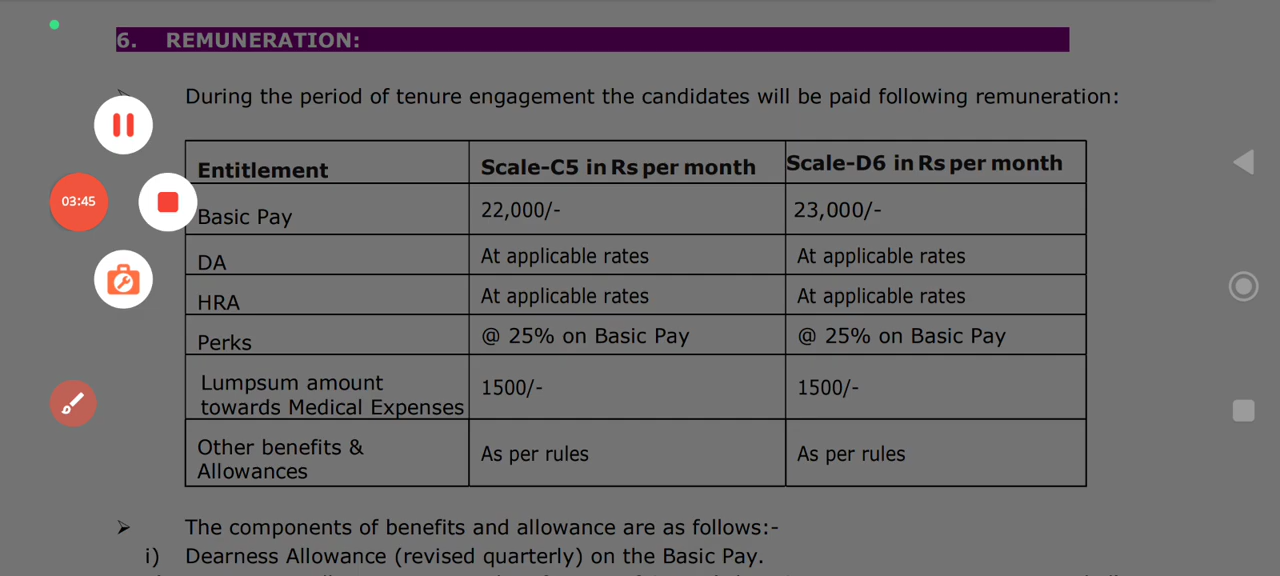 6. REMUNERATION:
During the period of tenure engagement the candidates will be paid following remuneration:
Entitlement Scale-C5 in Rs per month Scale-D6 in Rs per month
Basic Pay 22,000/- 23,000/-
DA At applicable rates At applicable rates
HRA At applicable rates At applicable rates
Perks @ 25% on Basic Pay @ 25% on Basic Pay
Lumpsum amount
towards Medical Expenses 1500/- 1500/-
Other benefits &
Allowances As per rules As per rules
➢ The components of benefits and allowance are as follows:-
i) Dearness Allowance (revised quarterly) on the Basic Pay.
03:45